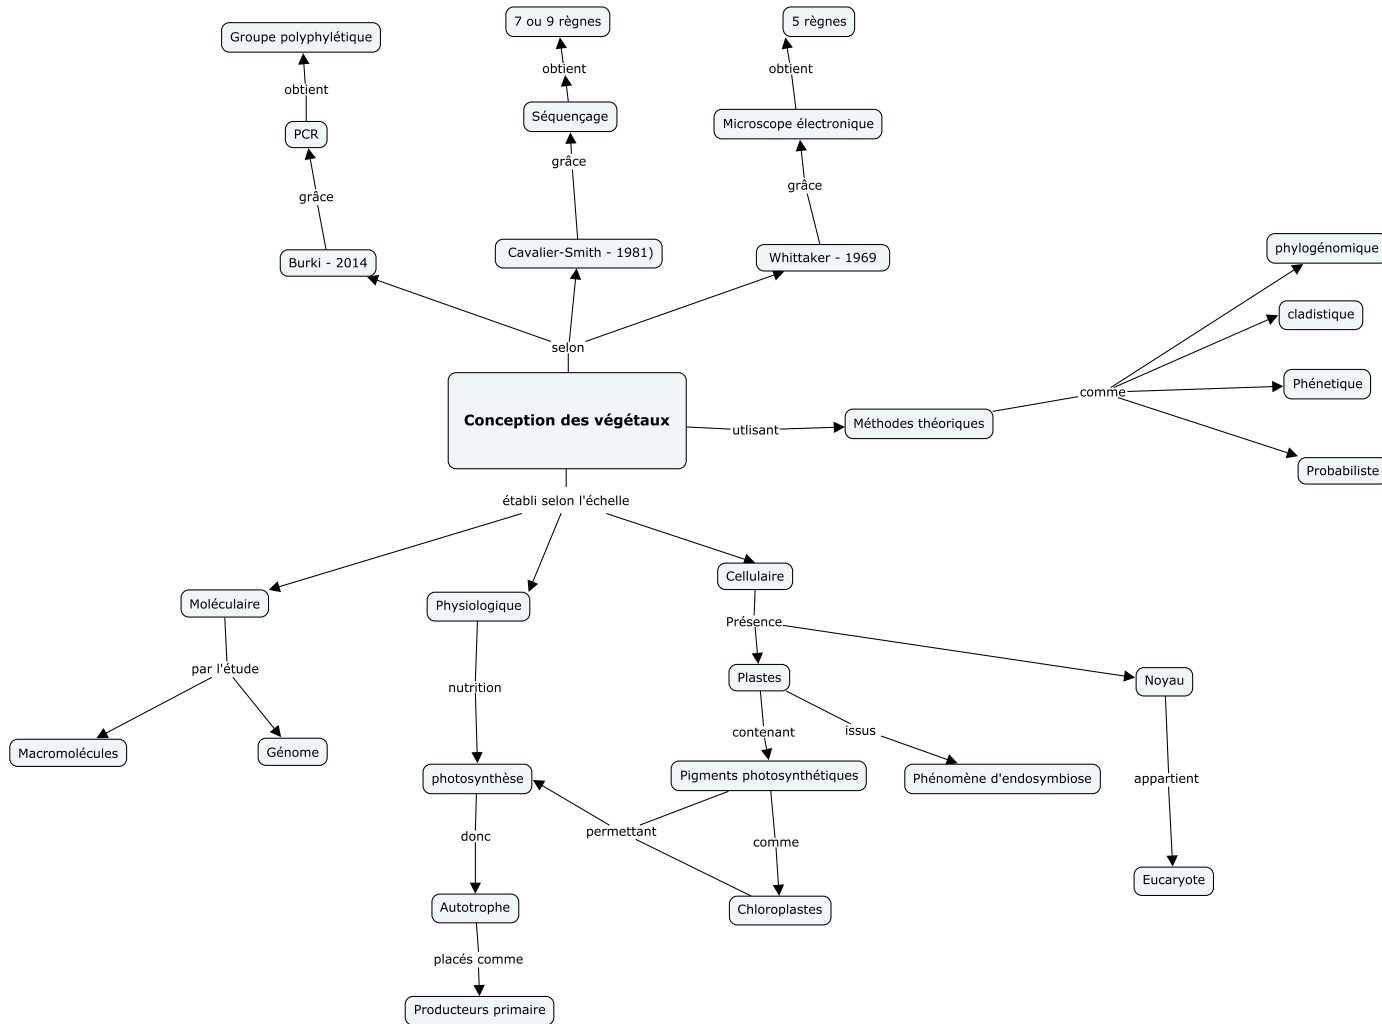 7 ou 9 règnes
5 règnes
Groupe polyphylétique
obtient
obtient
obtient
Séquençage
Microscope électronique
PCR
grâce
grâce
grâce
Cavalier-Smith - 1981)
Whittaker - 1969
Burki - 2014
phylogénomique
cladistique
selon
Phénetique
comme
Conception des végétaux
utlisant
Méthodes théoriques
Probabiliste
établi selon l'échelle
Cellulaire
Moléculaire
Physiologique
Présence
par l'étude
Plastes
Noyau
nutrition
contenant
issus
Macromolécules
Génome
photosynthèse
Pigments photosynthétiques
Phénomène d'endosymbiose
appartient
donc
permettant
comme
Eucaryote
Autotrophe
Chloroplastes
placés comme
Producteurs primaire